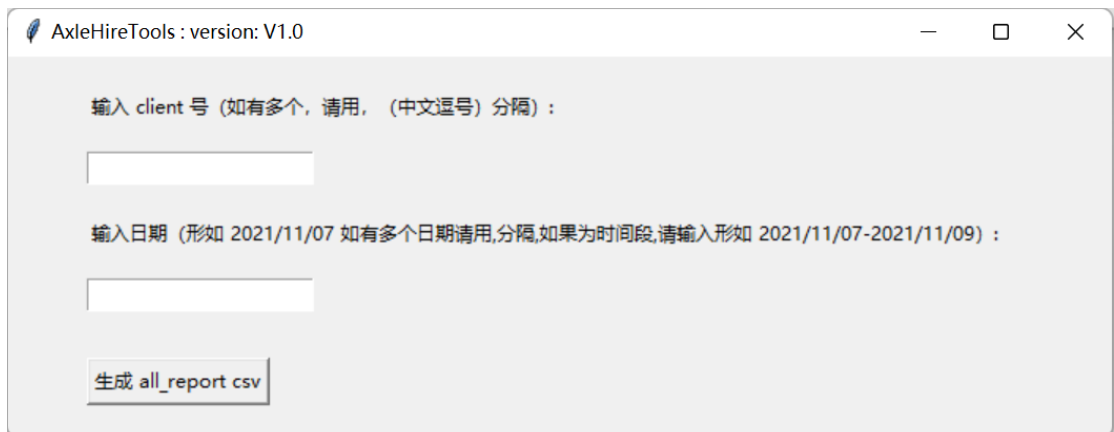 AxleHireTools : version: V1.0
输入 client 号（如有多个，请用，（中文逗号）分隔）：
输入日期（形如 2021/11/07 如有多个日期请用,分隔,如果为时间段,请输入形如 2021/11/07-2021/11/09）：
生成 all_report csv